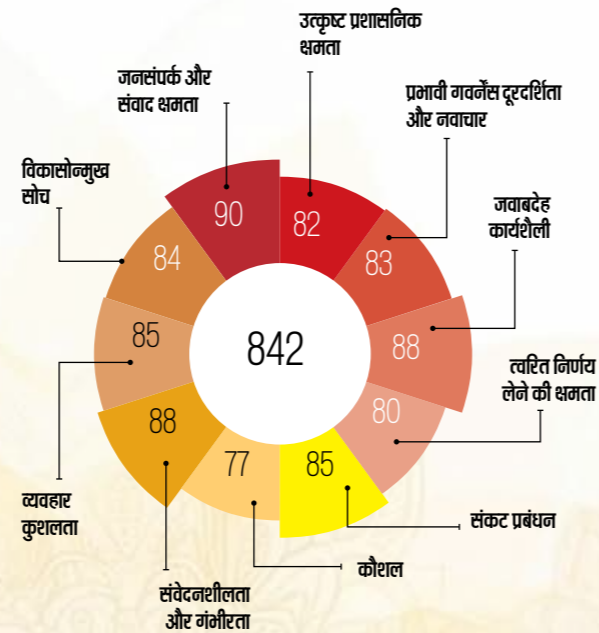 उत्कृष्ट प्रशासनिक
क्षमता
जनसंपर्क और
संवाद क्षमता
प्रभावी गवर्नेंस दूरदर्शिता
और नवाचार
विकासोन्मुख
सोच
जवाबदेह
कार्यशैली
90
82
84
83
85
842
88
त्वरित निर्णय
लेने की क्षमता
88
80
77
85
व्यवहार
कुशलता
संकट प्रबंधन
कौशल
संवेदनशीलता
और गंभीरता